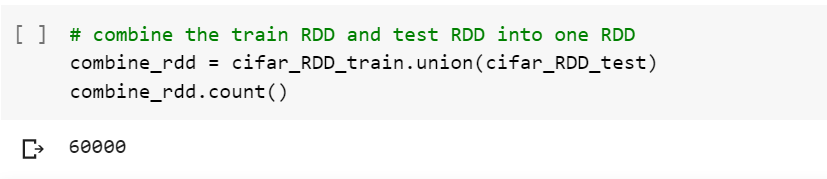 [ ] # combine the train RDD and test RDD into one RDD
combine_rdd = cifar_RDD_train.union(cifar_RDD_test)
combine_rdd.count()
60000